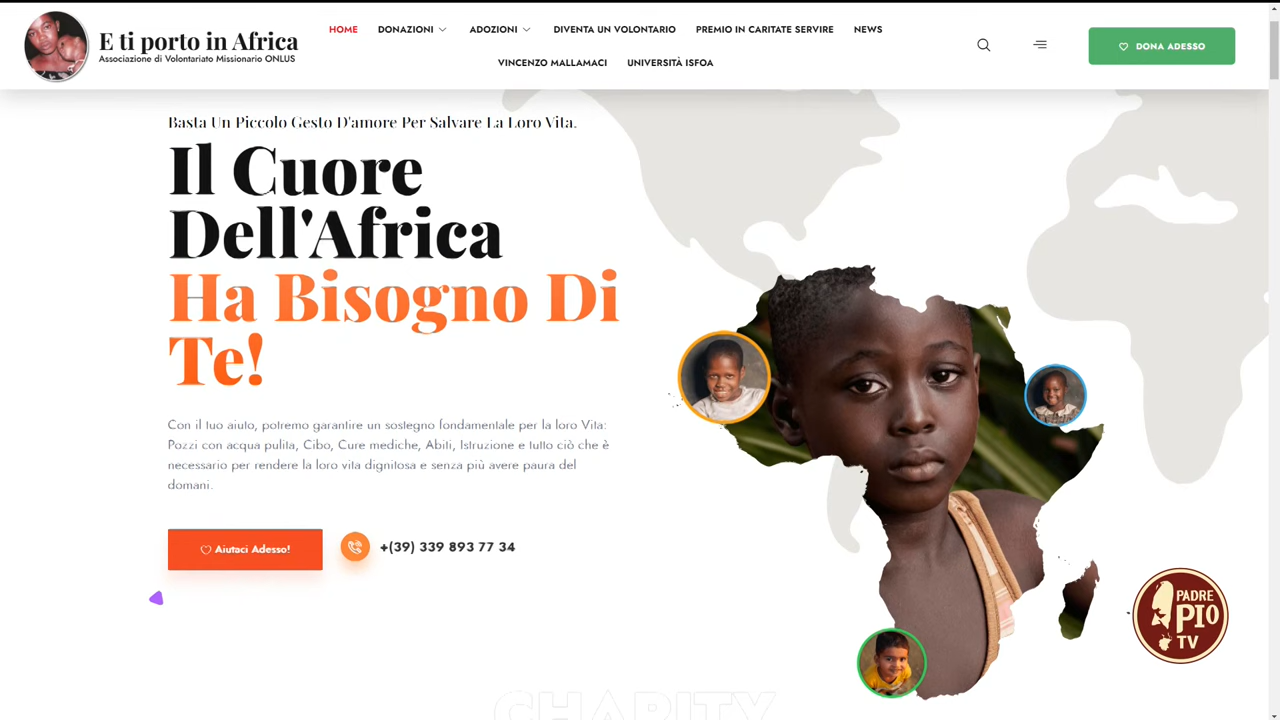 E ti porto in Africa
Associazione di Volontariato Missionario ONLUS
HOME
DONAZIONI
ADOZIONI
DIVENTA UN VOLONTARIO
PREMIO IN CARITATE SERVIRE
NEWS
VINCENZO MALLAMACI
UNIVERSITÀ ISFOA
DONA ADESSO
Basta Un Piccolo Gesto D'amore Per Salvare La Loro Vita.
Il Cuore
Dell'Africa
Ha Bisogno Di
Te!
Con il tuo aiuto, potremo garantire un sostegno fondamentale per la loro Vita:
Pozzi con acqua pulita, Cibo, Cure mediche, Abiti, Istruzione e tutto ciò che è
necessario per rendere la loro vita dignitosa e senza più avere paura del
domani.
Aiutaci Adesso!
+(39) 339 893 77 34
PADRE
PIO
TV
CHARITY